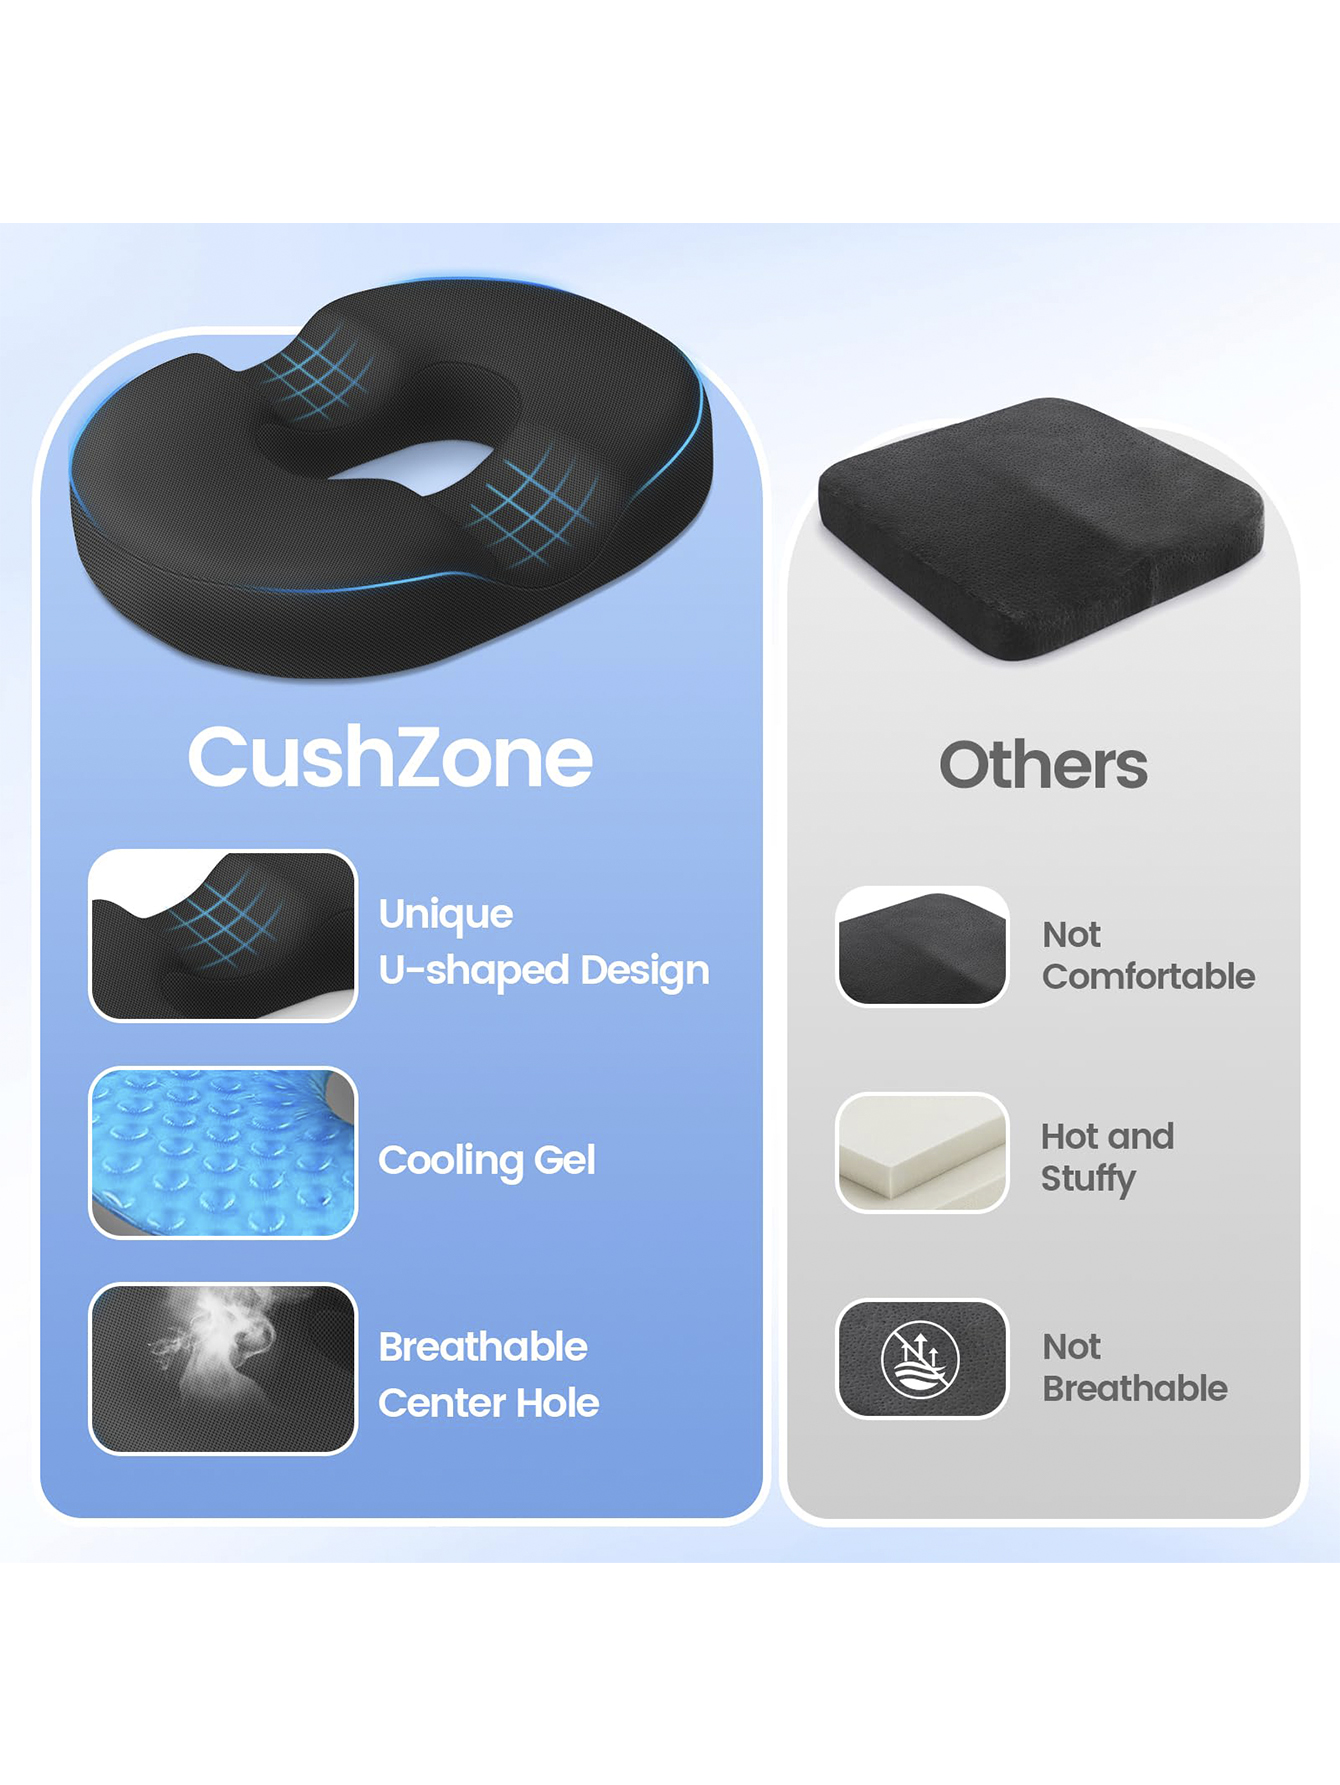 CushZone
Unique
U-shaped Design
Cooling Gel
Breathable
Center Hole
Others
Not
Comfortable
Hot and
Stuffy
Not
Breathable